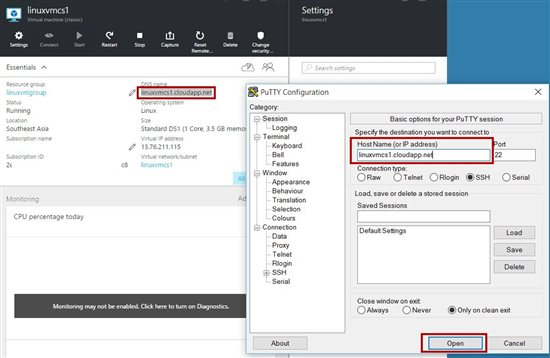 linuxvmcs1
Virtual machine (classic)
Settings
Connect
Start
Restart
Stop
Capture
Reset Remote...
Delete
Change security...
Essentials
Resource group
linuxvmgroup
Status
Running
Location
Southeast Asia
Subscription name
Subscription ID
2x c8
DNS name
linuxvmcs1.cloudapp.net
Operating system
Linux
Size
Standard DS1 (1 Core, 3.5 GB memor
Virtual IP address
13.76.211.115
Virtual network/subnet
linuxvmcs1
All
Monitoring
Ad
CPU percentage today
Monitoring may not be enabled. Click here to turn on Diagnostics.
Settings
Search settings
PuTTY Configuration
Category:
Session
Logging
Terminal
Keyboard
Bell
Features
Window
Appearance
Behaviour
Translation
Selection
Colours
Connection
Data
Proxy
Telnet
Rlogin
SSH
Serial
About
Basic options for your PuTTY session
Specify the destination you want to connect to
Host Name (or IP address) Port
linuxvmcs1.cloudapp.net 22
Connection type:
Raw Telnet Rlogin SSH Serial
Load, save or delete a stored session
Saved Sessions
Default Settings
Load
Save
Delete
Close window on exit:
Always Never Only on clean exit
Open Cancel